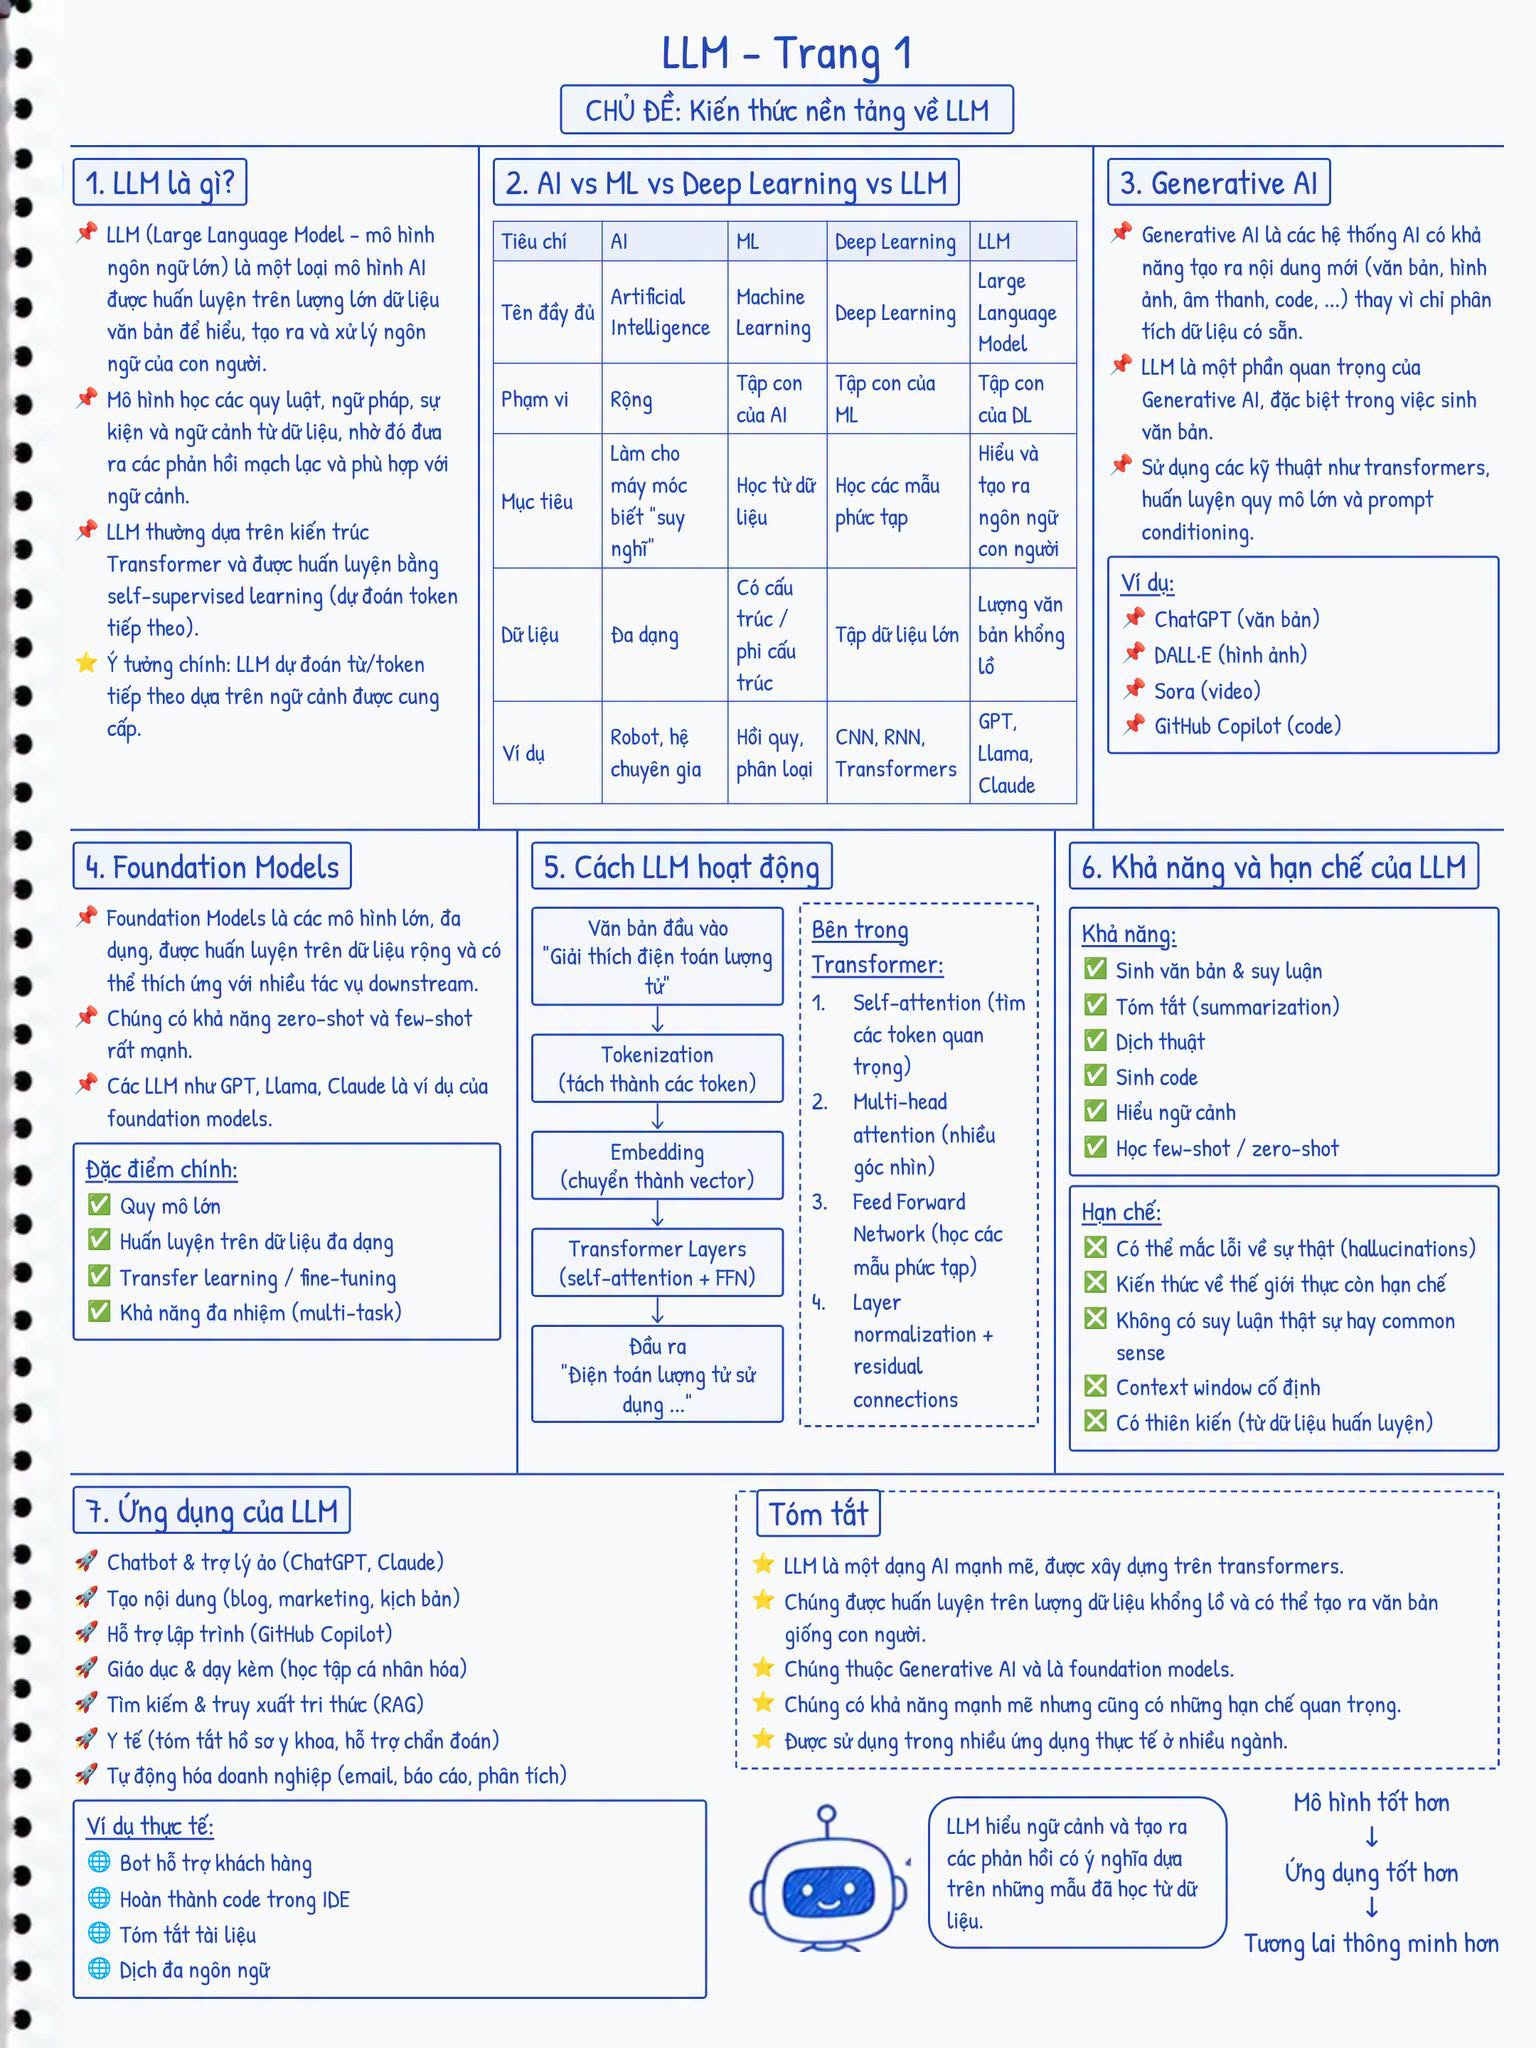 LLM – Trang 1
CHỦ ĐỀ: Kiến thức nền tảng về LLM
1. LLM là gì?
📌 LLM (Large Language Model – mô hình
ngôn ngữ lớn) là một loại mô hình AI
được huấn luyện trên lượng lớn dữ liệu
văn bản để hiểu, tạo ra và xử lý ngôn
ngữ của con người.
📌 Mô hình học các quy luật, ngữ pháp, sự
kiện và ngữ cảnh từ dữ liệu, nhờ đó đưa
ra các phản hồi mạch lạc và phù hợp với
ngữ cảnh.
📌 LLM thường dựa trên kiến trúc
Transformer và được huấn luyện bằng
self-supervised learning (dự đoán token
tiếp theo).
⭐ Ý tưởng chính: LLM dự đoán từ/token
tiếp theo dựa trên ngữ cảnh được cung
cấp.
2. AI vs ML vs Deep Learning vs LLM
Tiêu chí
AI
ML
Deep Learning
LLM
Tên đầy đủ
Artificial
Intelligence
Machine
Learning
Deep Learning
Large
Language
Model
Phạm vi
Rộng
Tập con
của AI
Tập con của
ML
Tập con
của DL
Mục tiêu
Làm cho
máy móc
biết "suy
nghĩ"
Học từ dữ
liệu
Học các mẫu
phức tạp
Hiểu và
tạo ra
ngôn ngữ
con người
Dữ liệu
Đa dạng
Có cấu
trúc /
phi cấu
trúc
Tập dữ liệu lớn
Lượng văn
bản khổng
lồ
Ví dụ
Robot, hệ
chuyên gia
Hồi quy,
phân loại
CNN, RNN,
Transformers
GPT,
Llama,
Claude
3. Generative AI
📌 Generative AI là các hệ thống AI có khả
năng tạo ra nội dung mới (văn bản, hình
ảnh, âm thanh, code, ...) thay vì chỉ phân
tích dữ liệu có sẵn.
📌 LLM là một phần quan trọng của
Generative AI, đặc biệt trong việc sinh
văn bản.
📌 Sử dụng các kỹ thuật như transformers,
huấn luyện quy mô lớn và prompt
conditioning.
Ví dụ:
📌 ChatGPT (văn bản)
📌 DALL·E (hình ảnh)
📌 Sora (video)
📌 GitHub Copilot (code)
4. Foundation Models
📌 Foundation Models là các mô hình lớn, đa
dụng, được huấn luyện trên dữ liệu rộng và có
thể thích ứng với nhiều tác vụ downstream.
📌 Chúng có khả năng zero-shot và few-shot
rất mạnh.
📌 Các LLM như GPT, Llama, Claude là ví dụ của
foundation models.
Đặc điểm chính:
✅ Quy mô lớn
✅ Huấn luyện trên dữ liệu đa dạng
✅ Transfer learning / fine-tuning
✅ Khả năng đa nhiệm (multi-task)
5. Cách LLM hoạt động
Văn bản đầu vào
"Giải thích điện toán lượng
tử"
↓
Tokenization
(tách thành các token)
↓
Embedding
(chuyển thành vector)
↓
Transformer Layers
(self-attention + FFN)
↓
Đầu ra
"Điện toán lượng tử sử
dụng ..."
Bên trong
Transformer:
1. Self-attention (tìm
các token quan
trọng)
2. Multi-head
attention (nhiều
góc nhìn)
3. Feed Forward
Network (học các
mẫu phức tạp)
4. Layer
normalization +
residual
connections
6. Khả năng và hạn chế của LLM
Khả năng:
✅ Sinh văn bản & suy luận
✅ Tóm tắt (summarization)
✅ Dịch thuật
✅ Sinh code
✅ Hiểu ngữ cảnh
✅ Học few-shot / zero-shot
Hạn chế:
❎ Có thể mắc lỗi về sự thật (hallucinations)
❎ Kiến thức về thế giới thực còn hạn chế
❎ Không có suy luận thật sự hay common
sense
❎ Context window cố định
❎ Có thiên kiến (từ dữ liệu huấn luyện)
7. Ứng dụng của LLM
🚀 Chatbot & trợ lý ảo (ChatGPT, Claude)
🚀 Tạo nội dung (blog, marketing, kịch bản)
🚀 Hỗ trợ lập trình (GitHub Copilot)
🚀 Giáo dục & dạy kèm (học tập cá nhân hóa)
🚀 Tìm kiếm & truy xuất tri thức (RAG)
🚀 Y tế (tóm tắt hồ sơ y khoa, hỗ trợ chẩn đoán)
🚀 Tự động hóa doanh nghiệp (email, báo cáo, phân tích)
Ví dụ thực tế:
🌐 Bot hỗ trợ khách hàng
🌐 Hoàn thành code trong IDE
🌐 Tóm tắt tài liệu
🌐 Dịch đa ngôn ngữ
Tóm tắt
⭐ LLM là một dạng AI mạnh mẽ, được xây dựng trên transformers.
⭐ Chúng được huấn luyện trên lượng dữ liệu khổng lồ và có thể tạo ra văn bản
giống con người.
⭐ Chúng thuộc Generative AI và là foundation models.
⭐ Chúng có khả năng mạnh mẽ nhưng cũng có những hạn chế quan trọng.
⭐ Được sử dụng trong nhiều ứng dụng thực tế ở nhiều ngành.
LLM hiểu ngữ cảnh và tạo ra
các phản hồi có ý nghĩa dựa
trên những mẫu đã học từ dữ
liệu.
Mô hình tốt hơn
↓
Ứng dụng tốt hơn
↓
Tương lai thông minh hơn